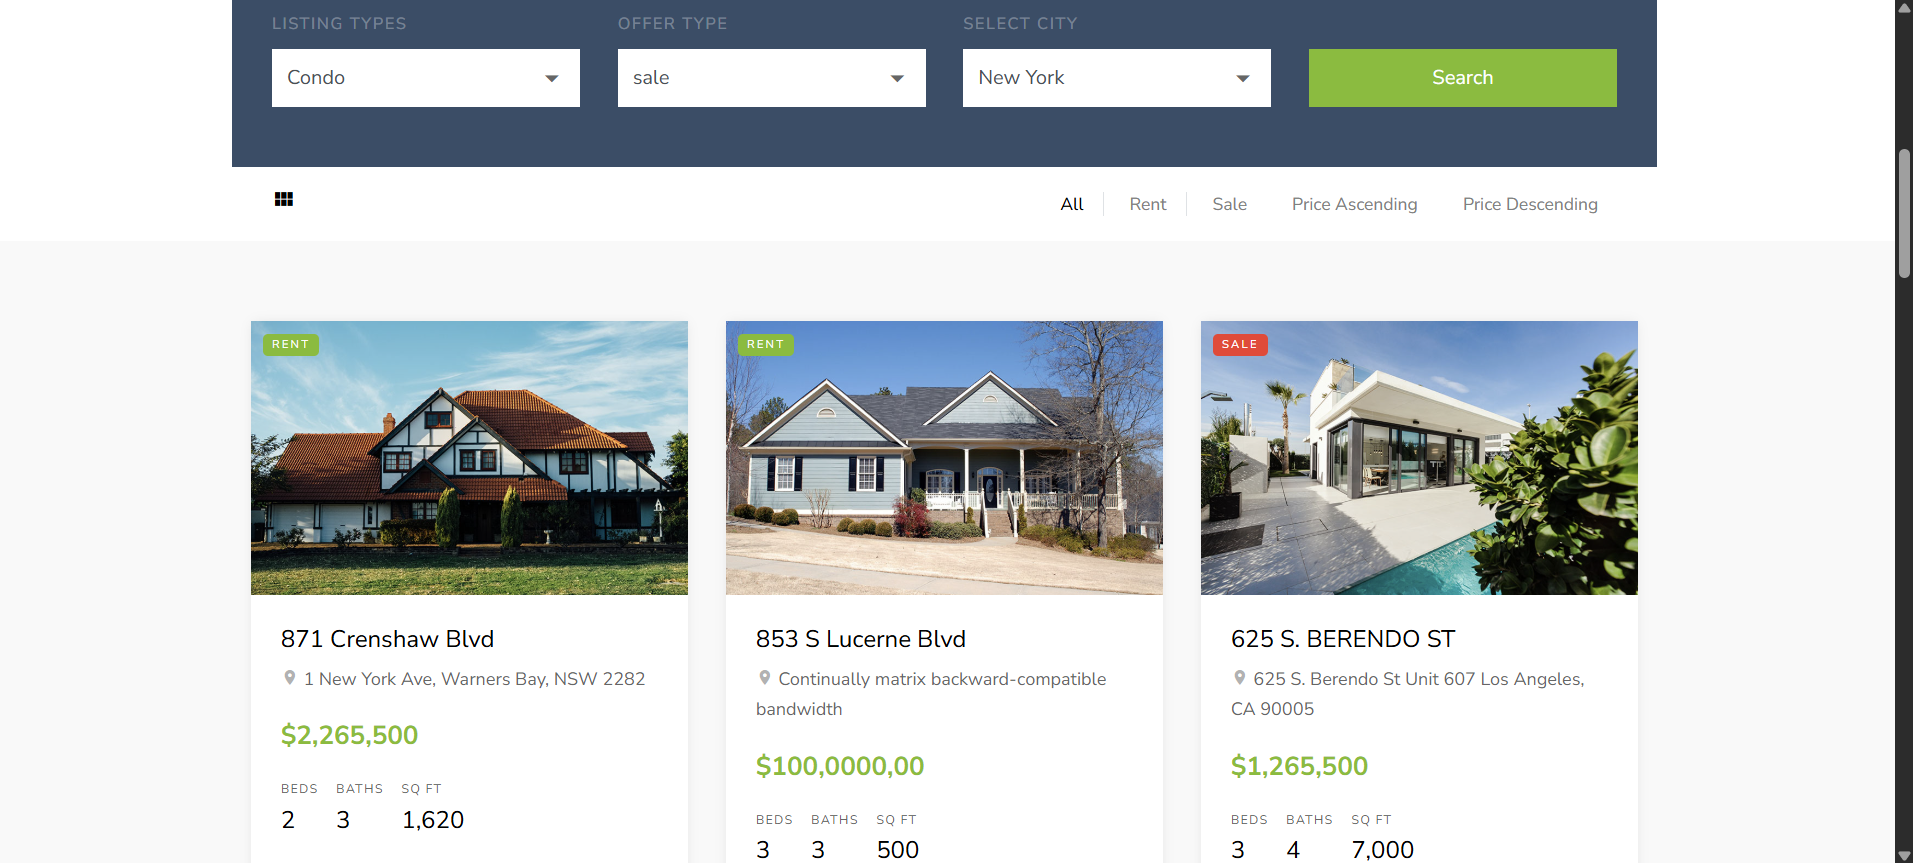 LISTING TYPES
OFFER TYPE
SELECT CITY
Condo
sale
New York
Search
All
Rent
Sale
Price Ascending
Price Descending
RENT
871 Crenshaw Blvd
1 New York Ave, Warners Bay, NSW 2282
$2,265,500
BEDS BATHS SQ FT
2 3 1,620
RENT
853 S Lucerne Blvd
Continually matrix backward-compatible
bandwidth
$100,0000,00
BEDS BATHS SQ FT
3 3 500
SALE
625 S. BERENDO ST
625 S. Berendo St Unit 607 Los Angeles,
CA 90005
$1,265,500
BEDS BATHS SQ FT
3 4 7,000